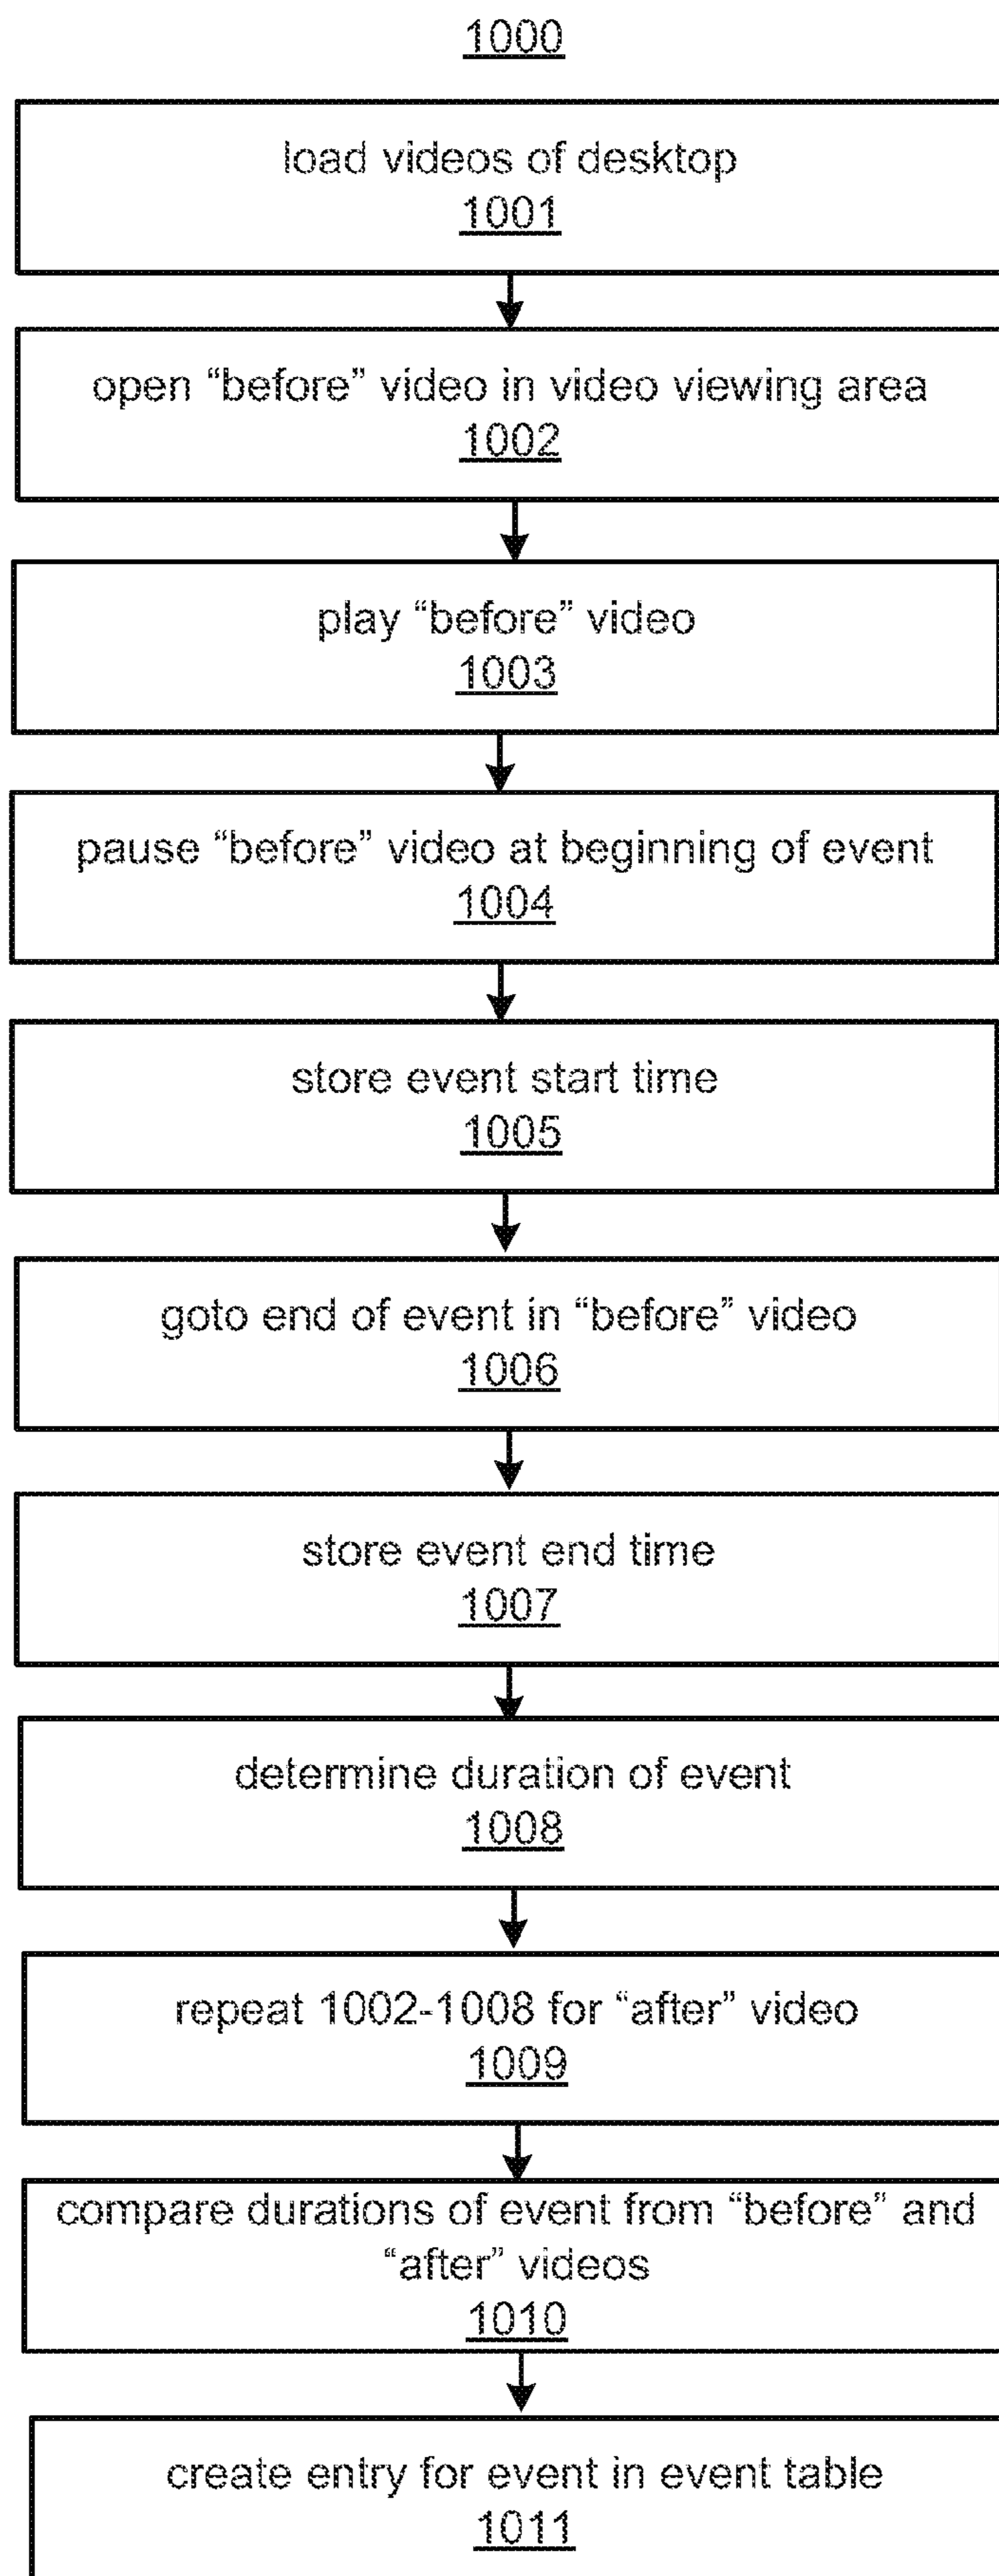 1000
load videos of desktop
1001
open “before” video in video viewing area
1002
play “before” video
1003
pause “before” video at beginning of event
1004
store event start time
1005
goto end of event in “before” video
1006
store event end time
1007
determine duration of event
1008
repeat 1002-1008 for “after” video
1009
compare durations of event from “before” and
“after” videos
1010
create entry for event in event table
1011